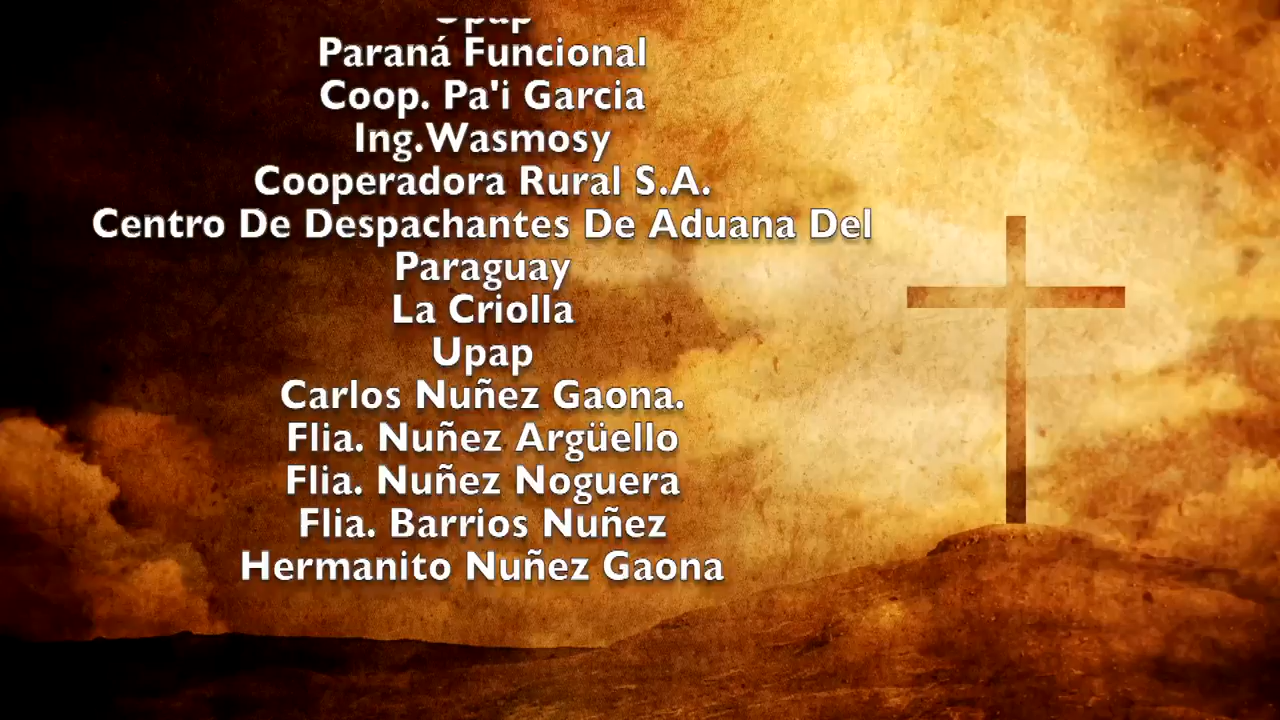 Paraná Funcional
Coop. Pa'i Garcia
Ing.Wasmosy
Cooperadora Rural S.A.
Centro De Despachantes De Aduana Del
Paraguay
La Criolla
Upap
Carlos Nuñez Gaona.
Flia. Nuñez Argüello
Flia. Nuñez Noguera
Flia. Barrios Nuñez
Hermanito Nuñez Gaona